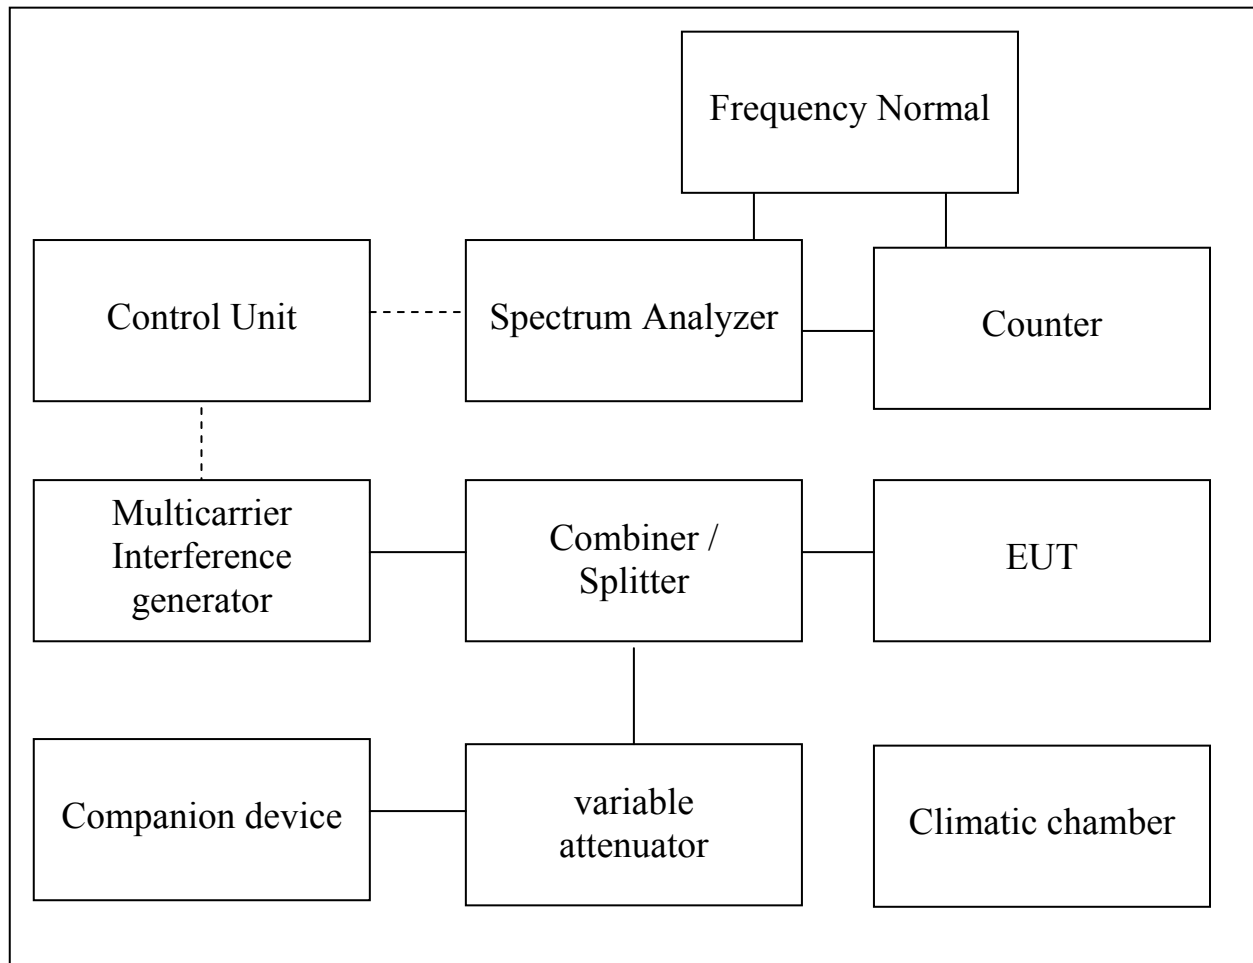 Frequency Normal
Control Unit
Spectrum Analyzer
Counter
Multicarrier
Interference
generator
Combiner /
Splitter
EUT
Companion device
variable
attenuator
Climatic chamber